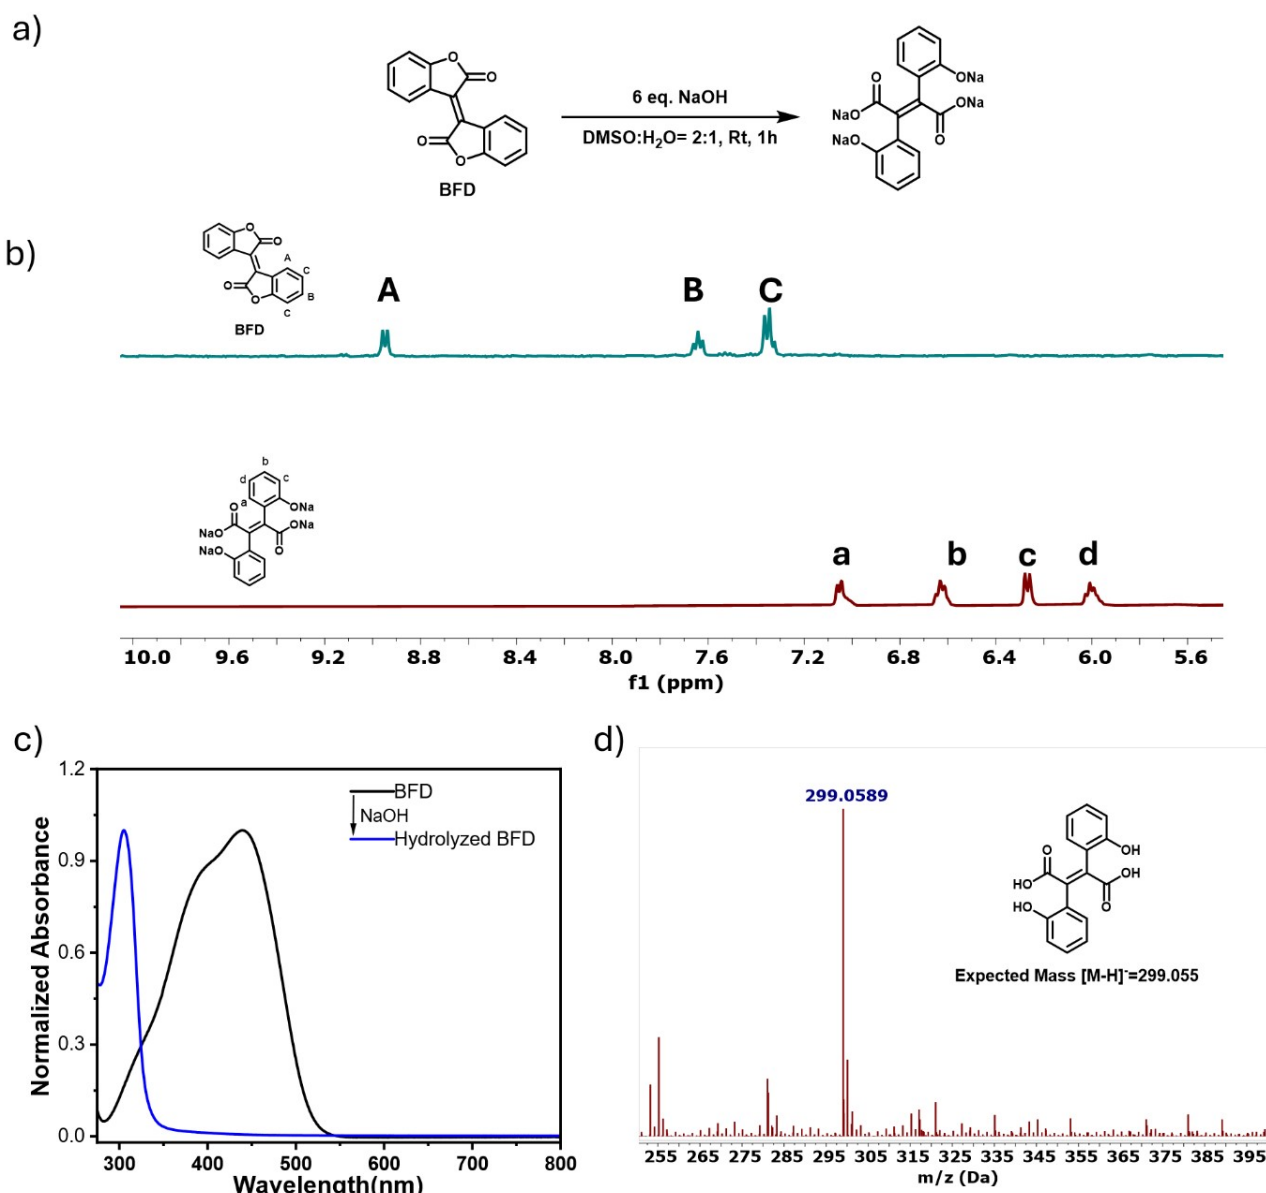 a)
O
O
O
O
BFD
6 eq. NaOH
DMSO:H₂O= 2:1, Rt, 1h
O
ONa
NaO
ONa
NaO
O
b)
O
O
A
C
O
B
O
C
BFD
A
B
C
b
d
c
a
O
ONa
NaO
ONa
NaO
O
a
b
c
d
10.0 9.6 9.2 8.8 8.4 8.0 7.6 7.2 6.8 6.4 6.0 5.6
f1 (ppm)
c)
Normalized Absorbance
1.2
0.9
0.6
0.3
0.0
BFD
NaOH
Hydrolyzed BFD
300 400 500 600 700 800
Wavelength(nm)
d)
299.0589
O
OH
HO
OH
HO
O
Expected Mass [M-H]⁻=299.055
255 265 275 285 295 305 315 325 335 345 355 365 375 385 395
m/z (Da)